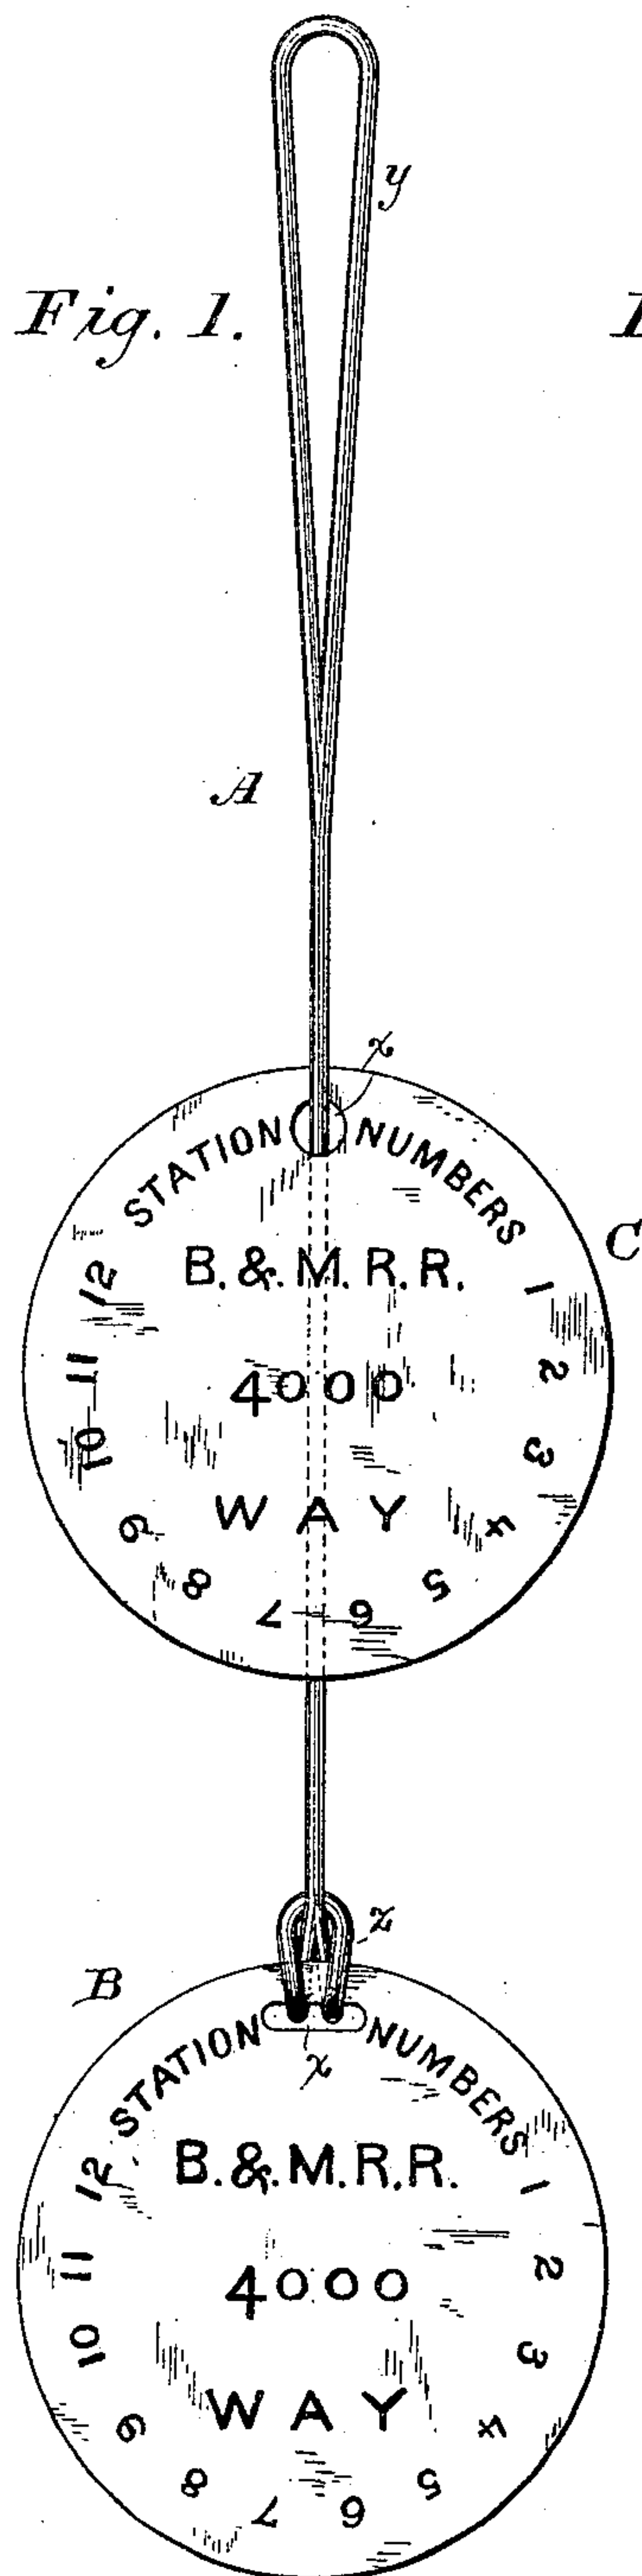 y
Fig. 1.
A
x
STATION NUMBERS
C
B. & M. R. R.
4000
WAY
1 2 3 4 5 6 7 8 9 10 11 12
z
B
x
STATION NUMBERS
B. & M. R. R.
4000
WAY
1 2 3 4 5 6 7 8 9 10 11 12